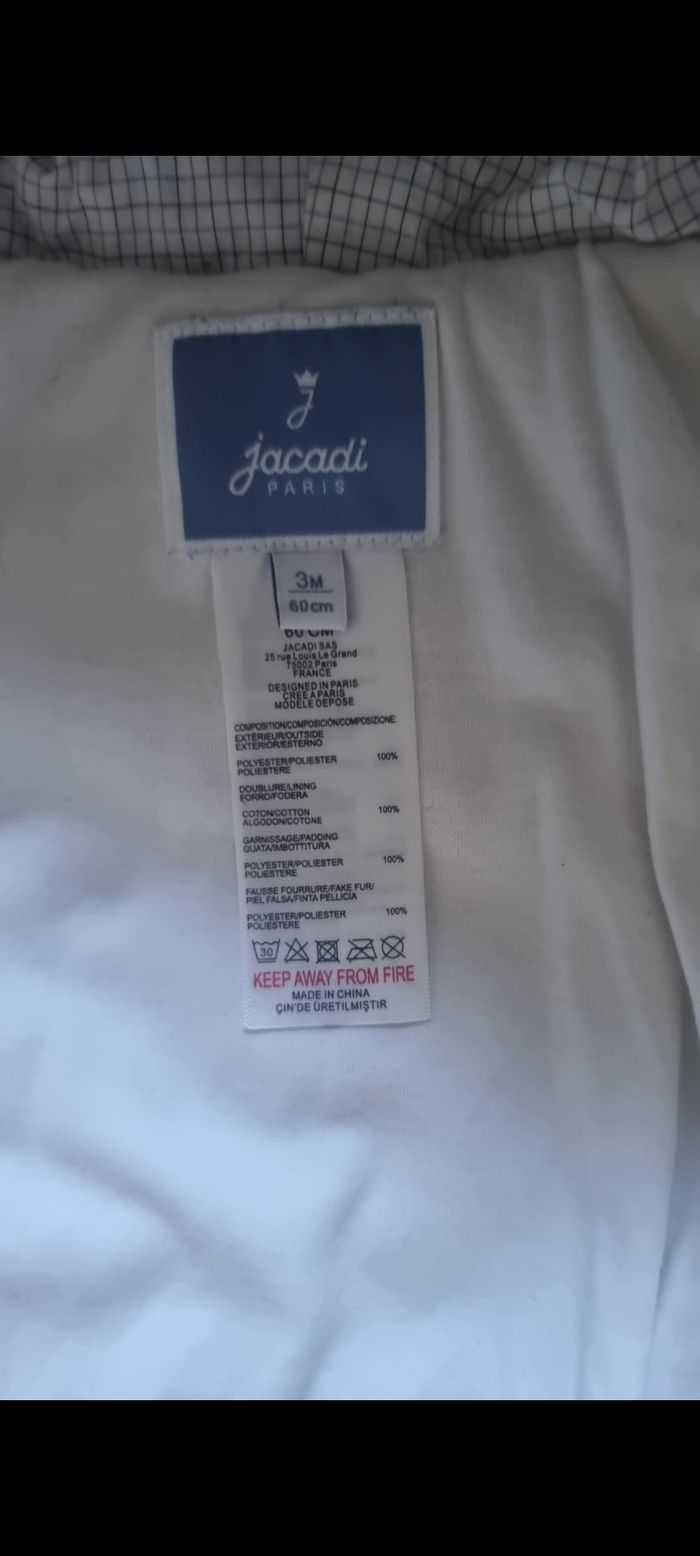 J
jacadi
PARIS
3M
60cm
60 CM
JACADI SAS
25 rue Louis Le Grand
75002 Paris
FRANCE
DESIGNED IN PARIS
CREE A PARIS
MODELE DEPOSE
COMPOSITION/COMPOSICIÓN/COMPOSIZIONE:
EXTÉRIEUR/OUTSIDE
EXTERIOR/ESTERNO
POLYESTER/POLIESTER 100%
POLIESTERE
DOUBLURE/LINING
FORRO/FODERA
COTON/COTTON 100%
ALGODON/COTONE
GARNISSAGE/PADDING
GUATA/IMBOTTITURA
POLYESTER/POLIESTER 100%
POLIESTERE
FAUSSE FOURRURE/FAKE FUR/
PIEL FALSA/FINTA PELLICIA
POLYESTER/POLIESTER 100%
POLIESTERE
30
KEEP AWAY FROM FIRE
MADE IN CHINA
ÇIN'DE ÜRETILMIŞTIR